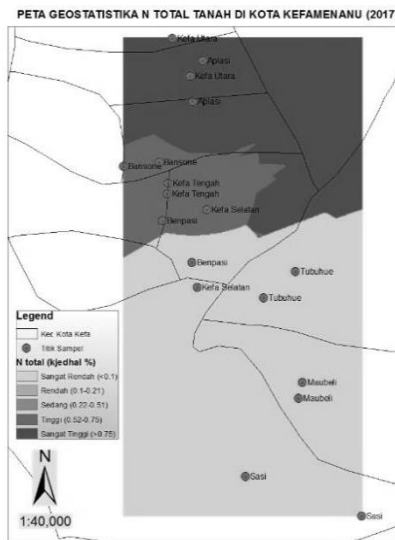 PETA GEOSTATISTIKA N TOTAL TANAH DI KOTA KEFAMENANU (2017
Kefa Utara
Aplasi
Kefa Utara
Aplasi
Bansone
Bansone
Kefa Tengah
Kefa Tengah
Kefa Selatan
Benpasi
Benpasi
Tubuhue
Kefa Selatan
Tubuhue
Legend
Kec Kota Kefa
Titik Sampel
N total (kjedhal %)
Sangat Rendah (<0.1)
Rendah (0.1-0.21)
Sedang (0.22-0.51)
Tinggi (0.52-0.75)
Sangat Tinggi (>0.75)
Maubeli
Maubeli
N
1:40,000
Sasi
Sasi